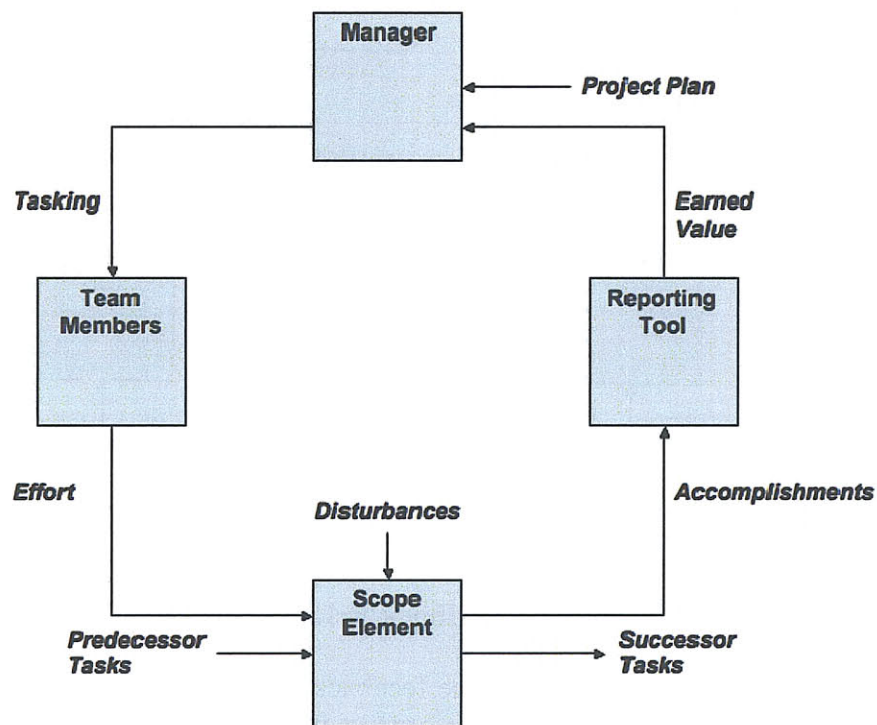 Manager
Project Plan
Tasking
Earned
Value
Team
Members
Reporting
Tool
Effort
Accomplishments
Disturbances
Scope
Element
Predecessor
Tasks
Successor
Tasks